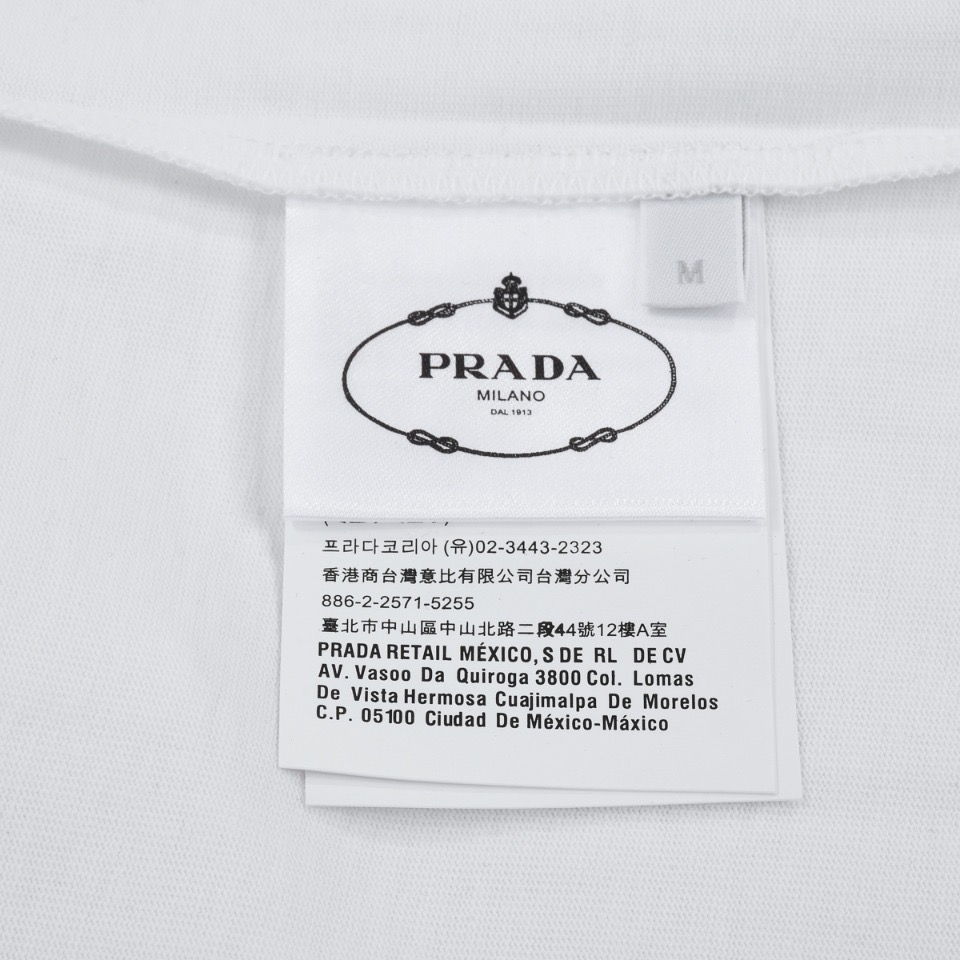 M
PRADA
MILANO
DAL 1913
프라다코리아 (유)02-3443-2323
香港商台灣意比有限公司台灣分公司
886-2-2571-5255
臺北市中山區中山北路二段44號12樓A室
PRADA RETAIL MÉXICO, S DE RL DE CV
AV. Vasoo Da Quiroga 3800 Col. Lomas
De Vista Hermosa Cuajimalpa De Morelos
C.P. 05100 Ciudad De México-Máxico